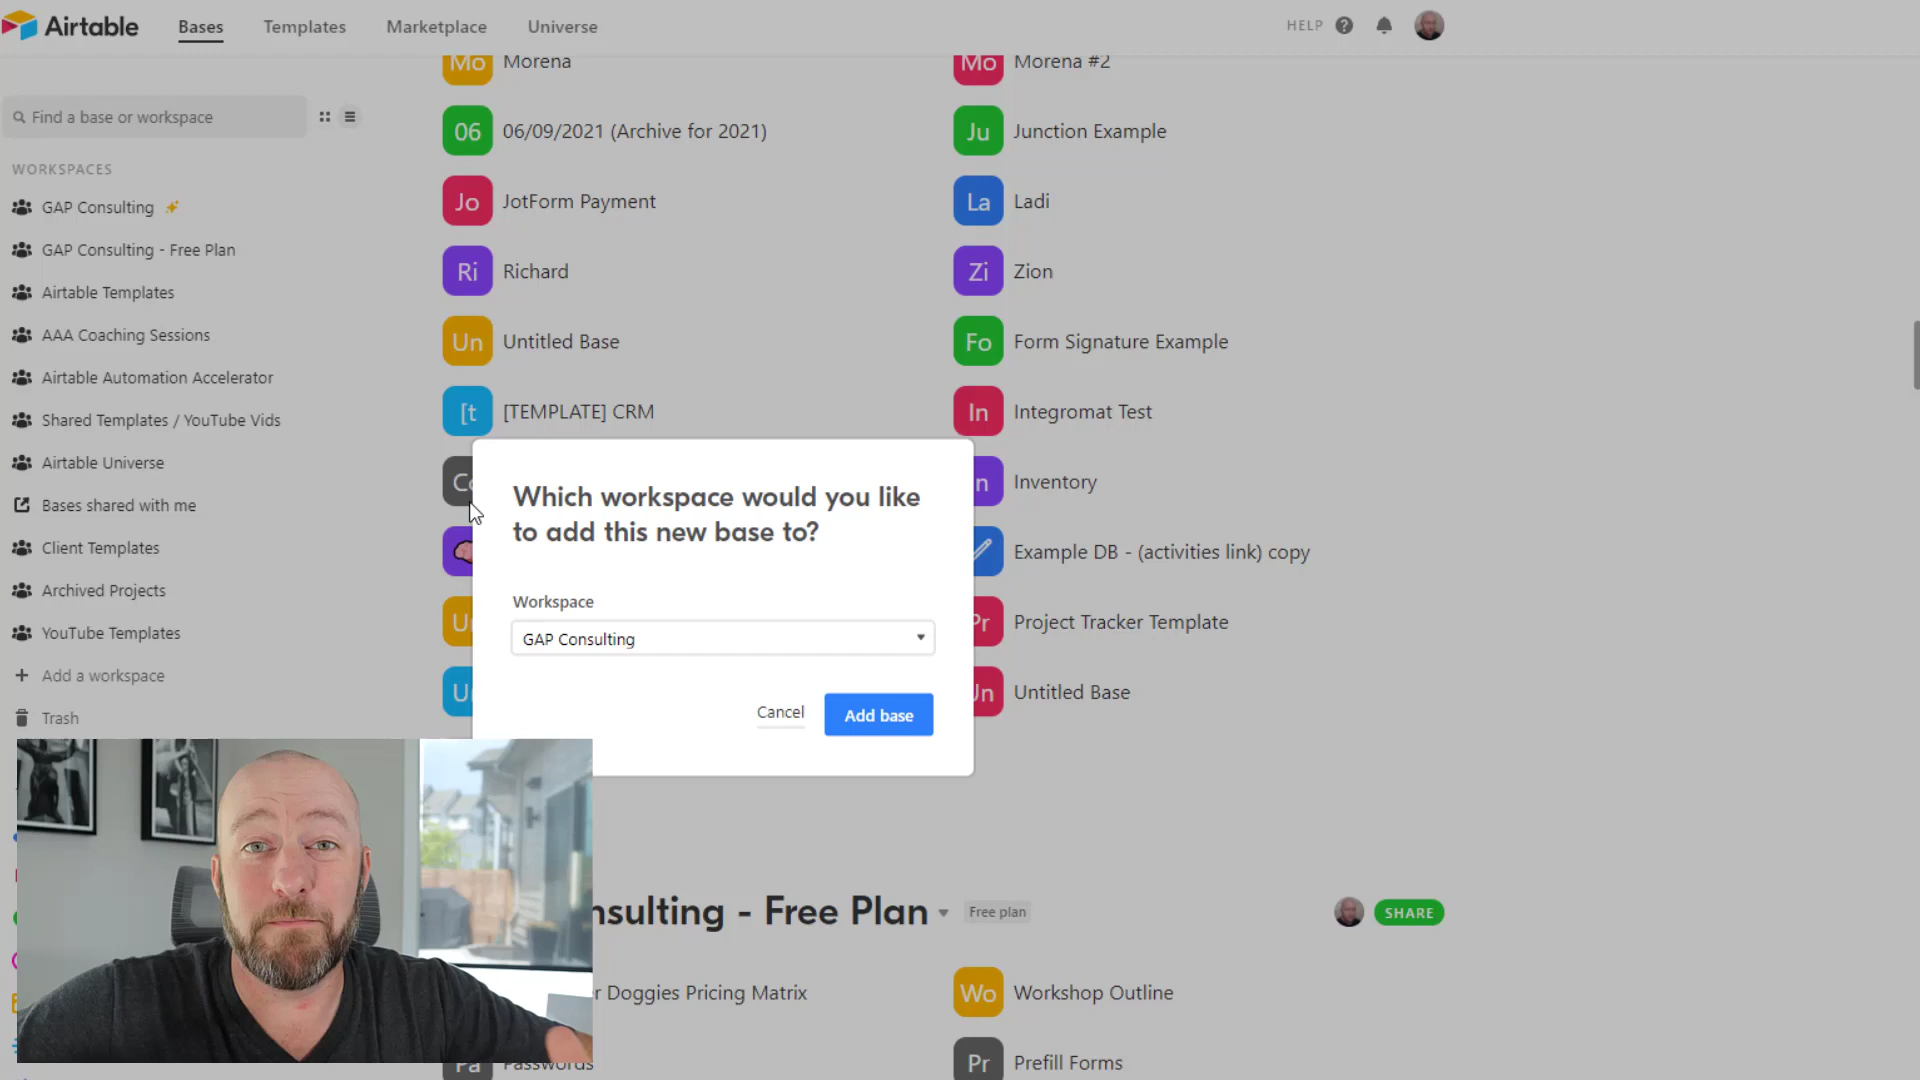 Airtable
Bases
Templates
Marketplace
Universe
HELP
Find a base or workspace
WORKSPACES
GAP Consulting
GAP Consulting - Free Plan
Airtable Templates
AAA Coaching Sessions
Airtable Automation Accelerator
Shared Templates / YouTube Vids
Airtable Universe
Bases shared with me
Client Templates
Archived Projects
YouTube Templates
Add a workspace
Trash
Mo Morena
Mo Morena #2
06 06/09/2021 (Archive for 2021)
Ju Junction Example
Jo JotForm Payment
La Ladi
Ri Richard
Zi Zion
Un Untitled Base
Fo Form Signature Example
[t [TEMPLATE] CRM
In Integromat Test
Inventory
Example DB - (activities link) copy
Pr Project Tracker Template
Un Untitled Base
Which workspace would you like
to add this new base to?
Workspace
GAP Consulting
Cancel
Add base
nsulting - Free Plan
Free plan
SHARE
r Doggies Pricing Matrix
Wo Workshop Outline
Pa Passwords
Pr Prefill Forms